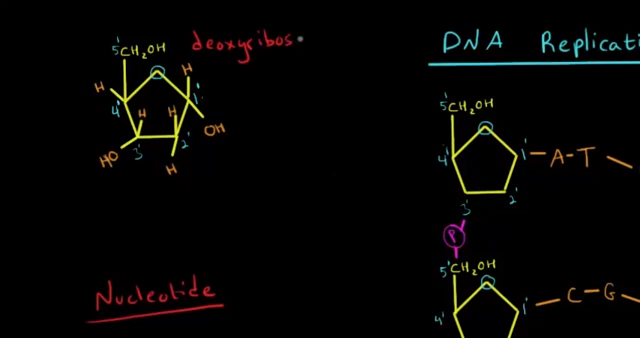 deoxyribos
5' CH2OH
H
H
4'
1'
H
H
OH
HO
3'
2'
H
Nucleotide
DNA Replicati
5' CH2OH
4'
1'
A-T
3'
2'
P
5' CH2OH
4'
1'
C-G